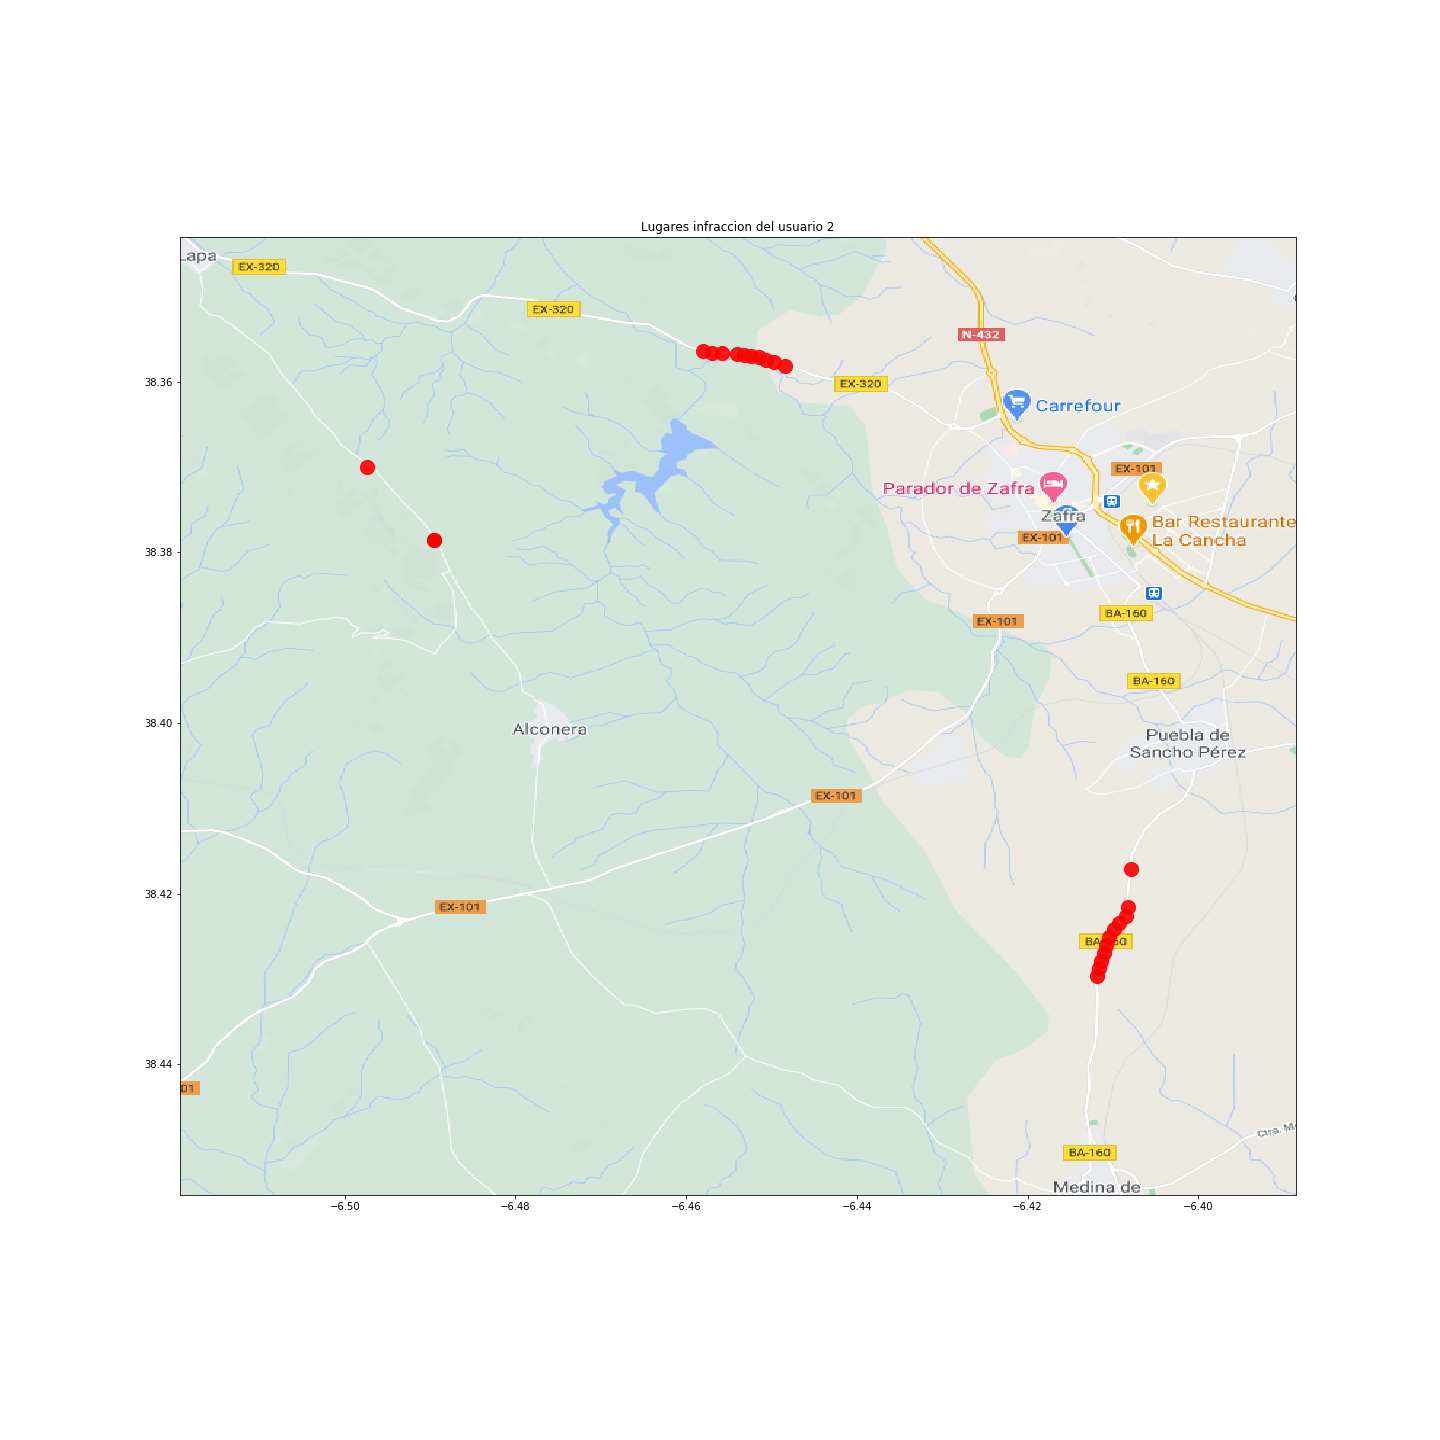 Lugares infraccion del usuario 2
apa
EX-320
EX-320
N-432
38.36
EX-320
Carrefour
EX-101
Parador de Zafra
Zafra
Bar Restaurante
La Cancha
EX-101
38.38
BA-160
EX-101
BA-160
38.40
Alconera
Puebla de
Sancho Pérez
EX-101
38.42
EX-101
38.44
01
Ctra. M
BA-160
Medina de
−6.50
−6.48
−6.46
−6.44
−6.42
−6.40